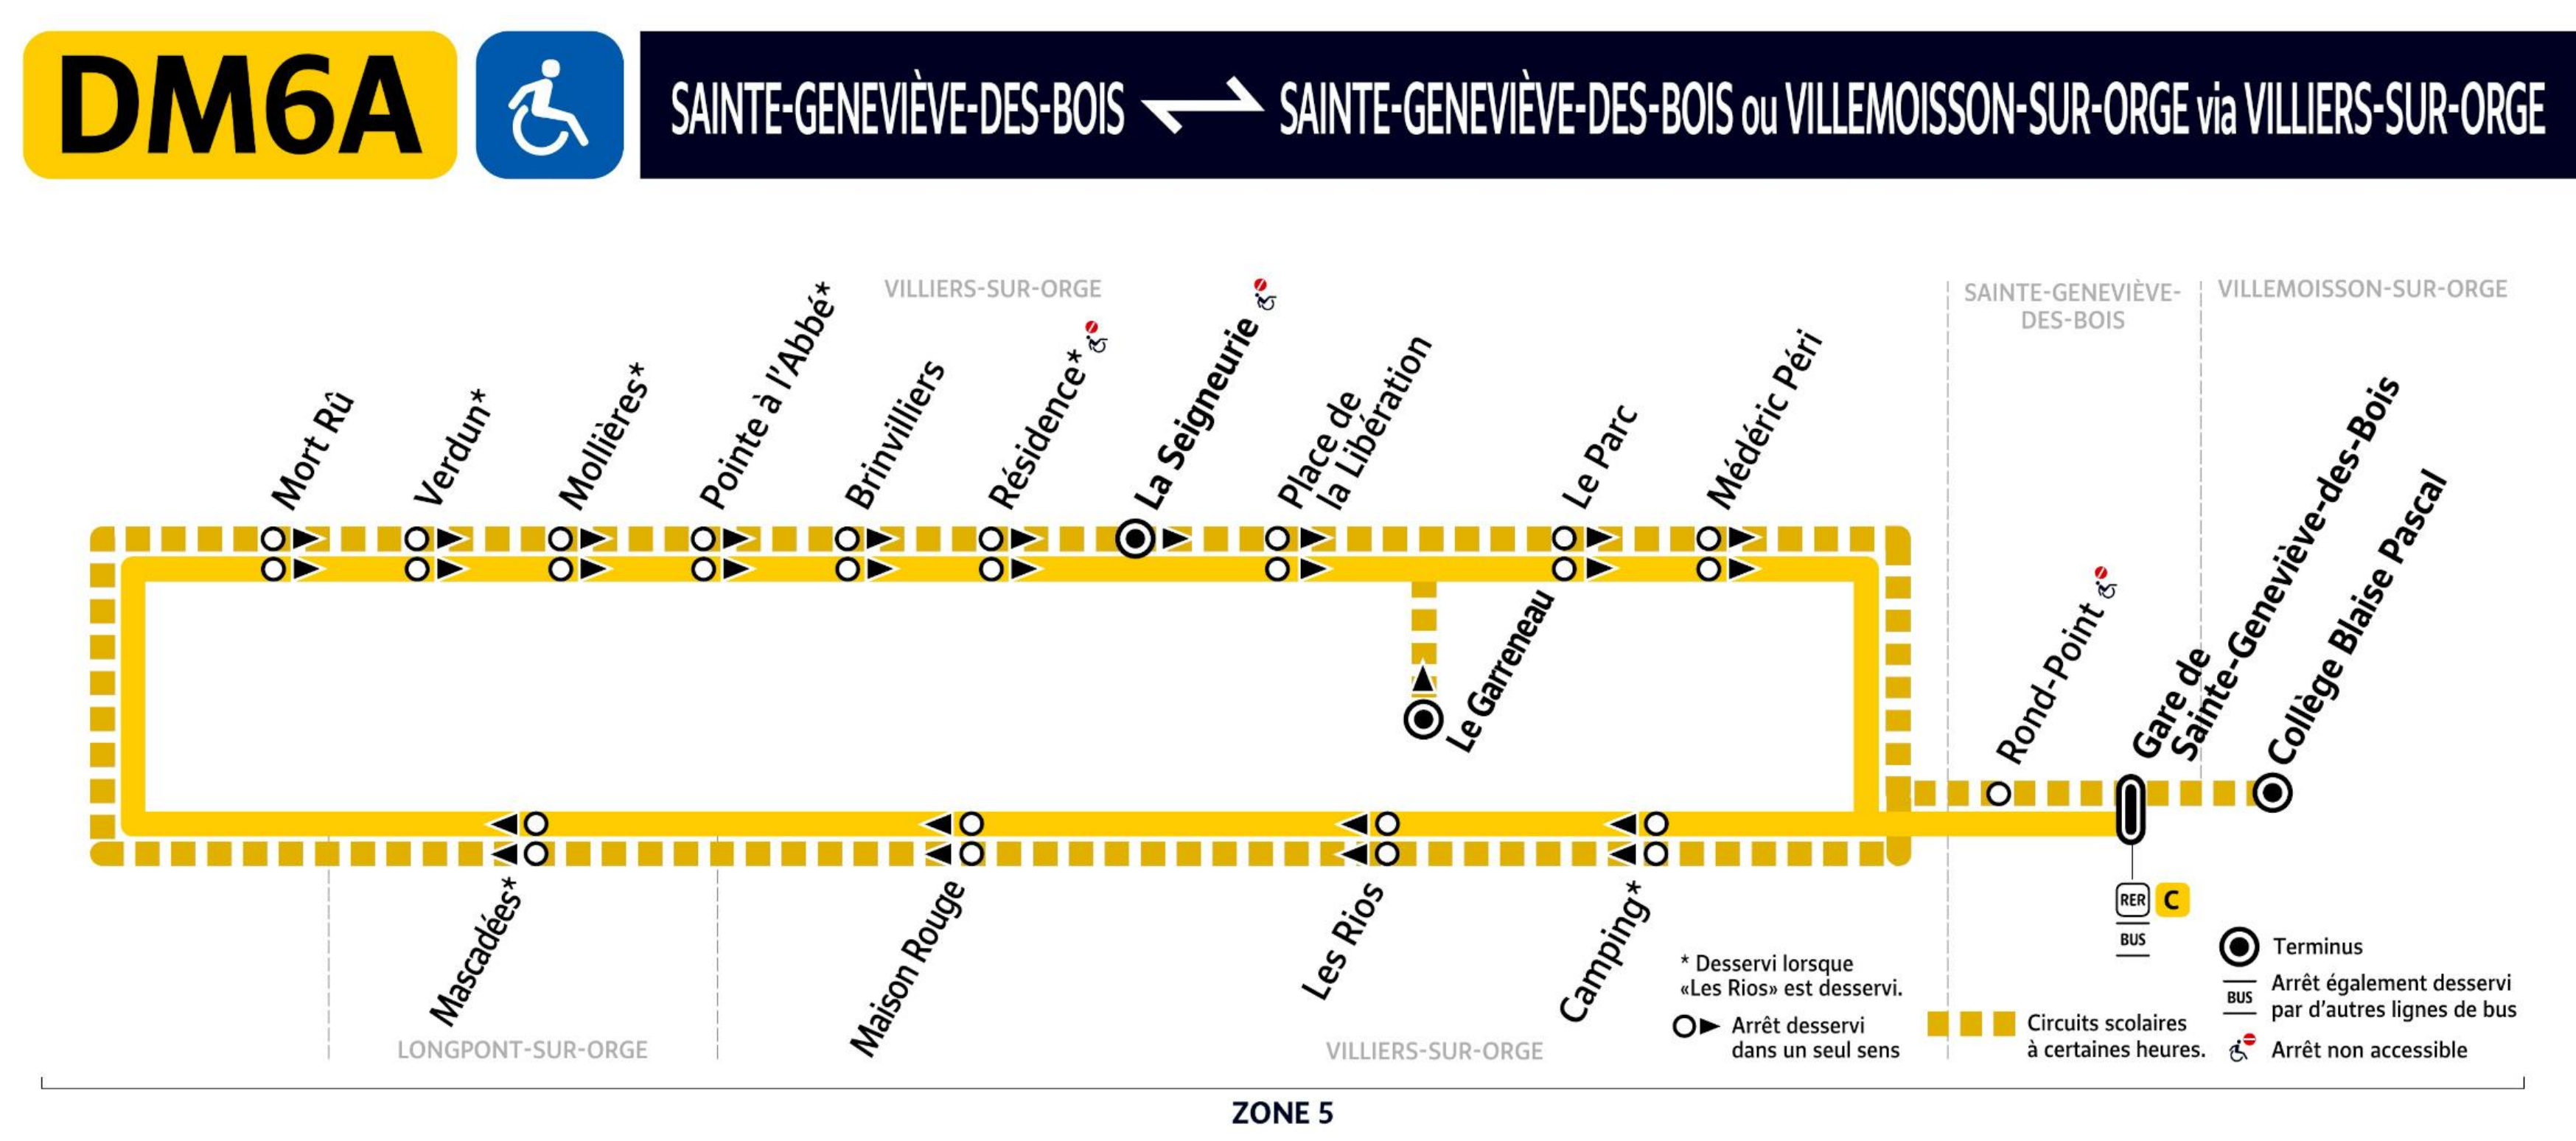 DM6A
SAINTE-GENEVIÈVE-DES-BOIS SAINTE-GENEVIÈVE-DES-BOIS ou VILLEMOISSON-SUR-ORGE via VILLIERS-SUR-ORGE
VILLIERS-SUR-ORGE
SAINTE-GENEVIÈVE-
DES-BOIS
VILLEMOISSON-SUR-ORGE
Mort Rû
Verdun*
Mollières*
Pointe à l'Abbé*
Brinvilliers
Résidence*
La Seigneurie
Place de
la Libération
Le Parc
Médéric Péri
Le Garreneau
Rond-Point
Gare de
Sainte-Geneviève-des-Bois
Collège Blaise Pascal
Mascadées*
Maison Rouge
Les Rios
Camping*
RER C
BUS
LONGPONT-SUR-ORGE
VILLIERS-SUR-ORGE
* Desservi lorsque
«Les Rios» est desservi.
Arrêt desservi
dans un seul sens
Circuits scolaires
à certaines heures.
Terminus
BUS
Arrêt également desservi
par d'autres lignes de bus
Arrêt non accessible
ZONE 5